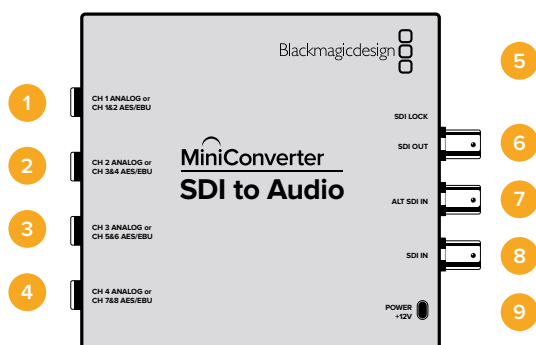 Blackmagicdesign
1
CH 1 ANALOG or
CH 1&2 AES/EBU
2
CH 2 ANALOG or
CH 3&4 AES/EBU
3
CH 3 ANALOG or
CH 5&6 AES/EBU
4
CH 4 ANALOG or
CH 7&8 AES/EBU
MiniConverter
SDI to Audio
5
SDI LOCK
SDI OUT
6
ALT SDI IN
7
SDI IN
8
POWER
+12V
9